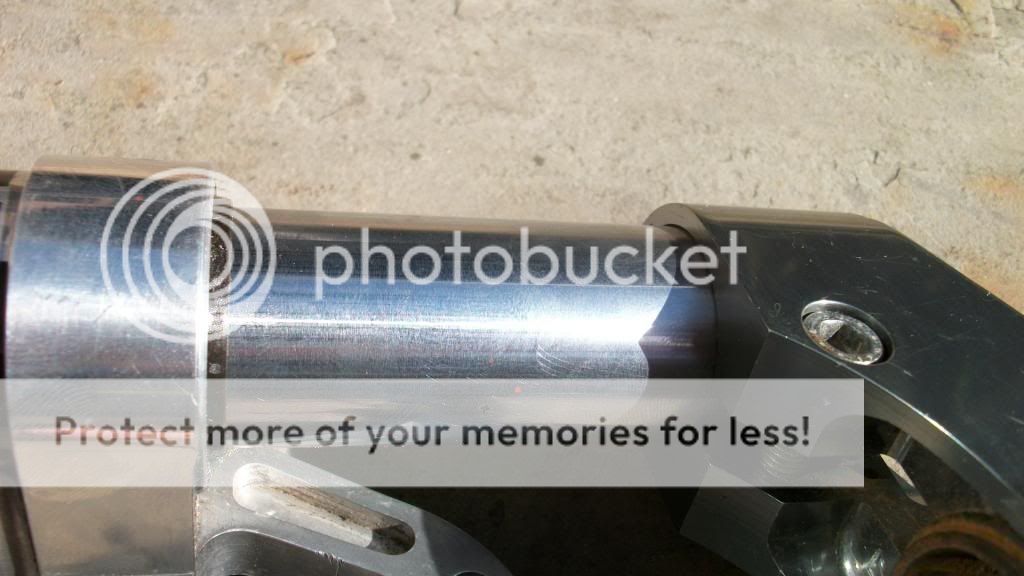 photobucket
Protect more of your memories for less!